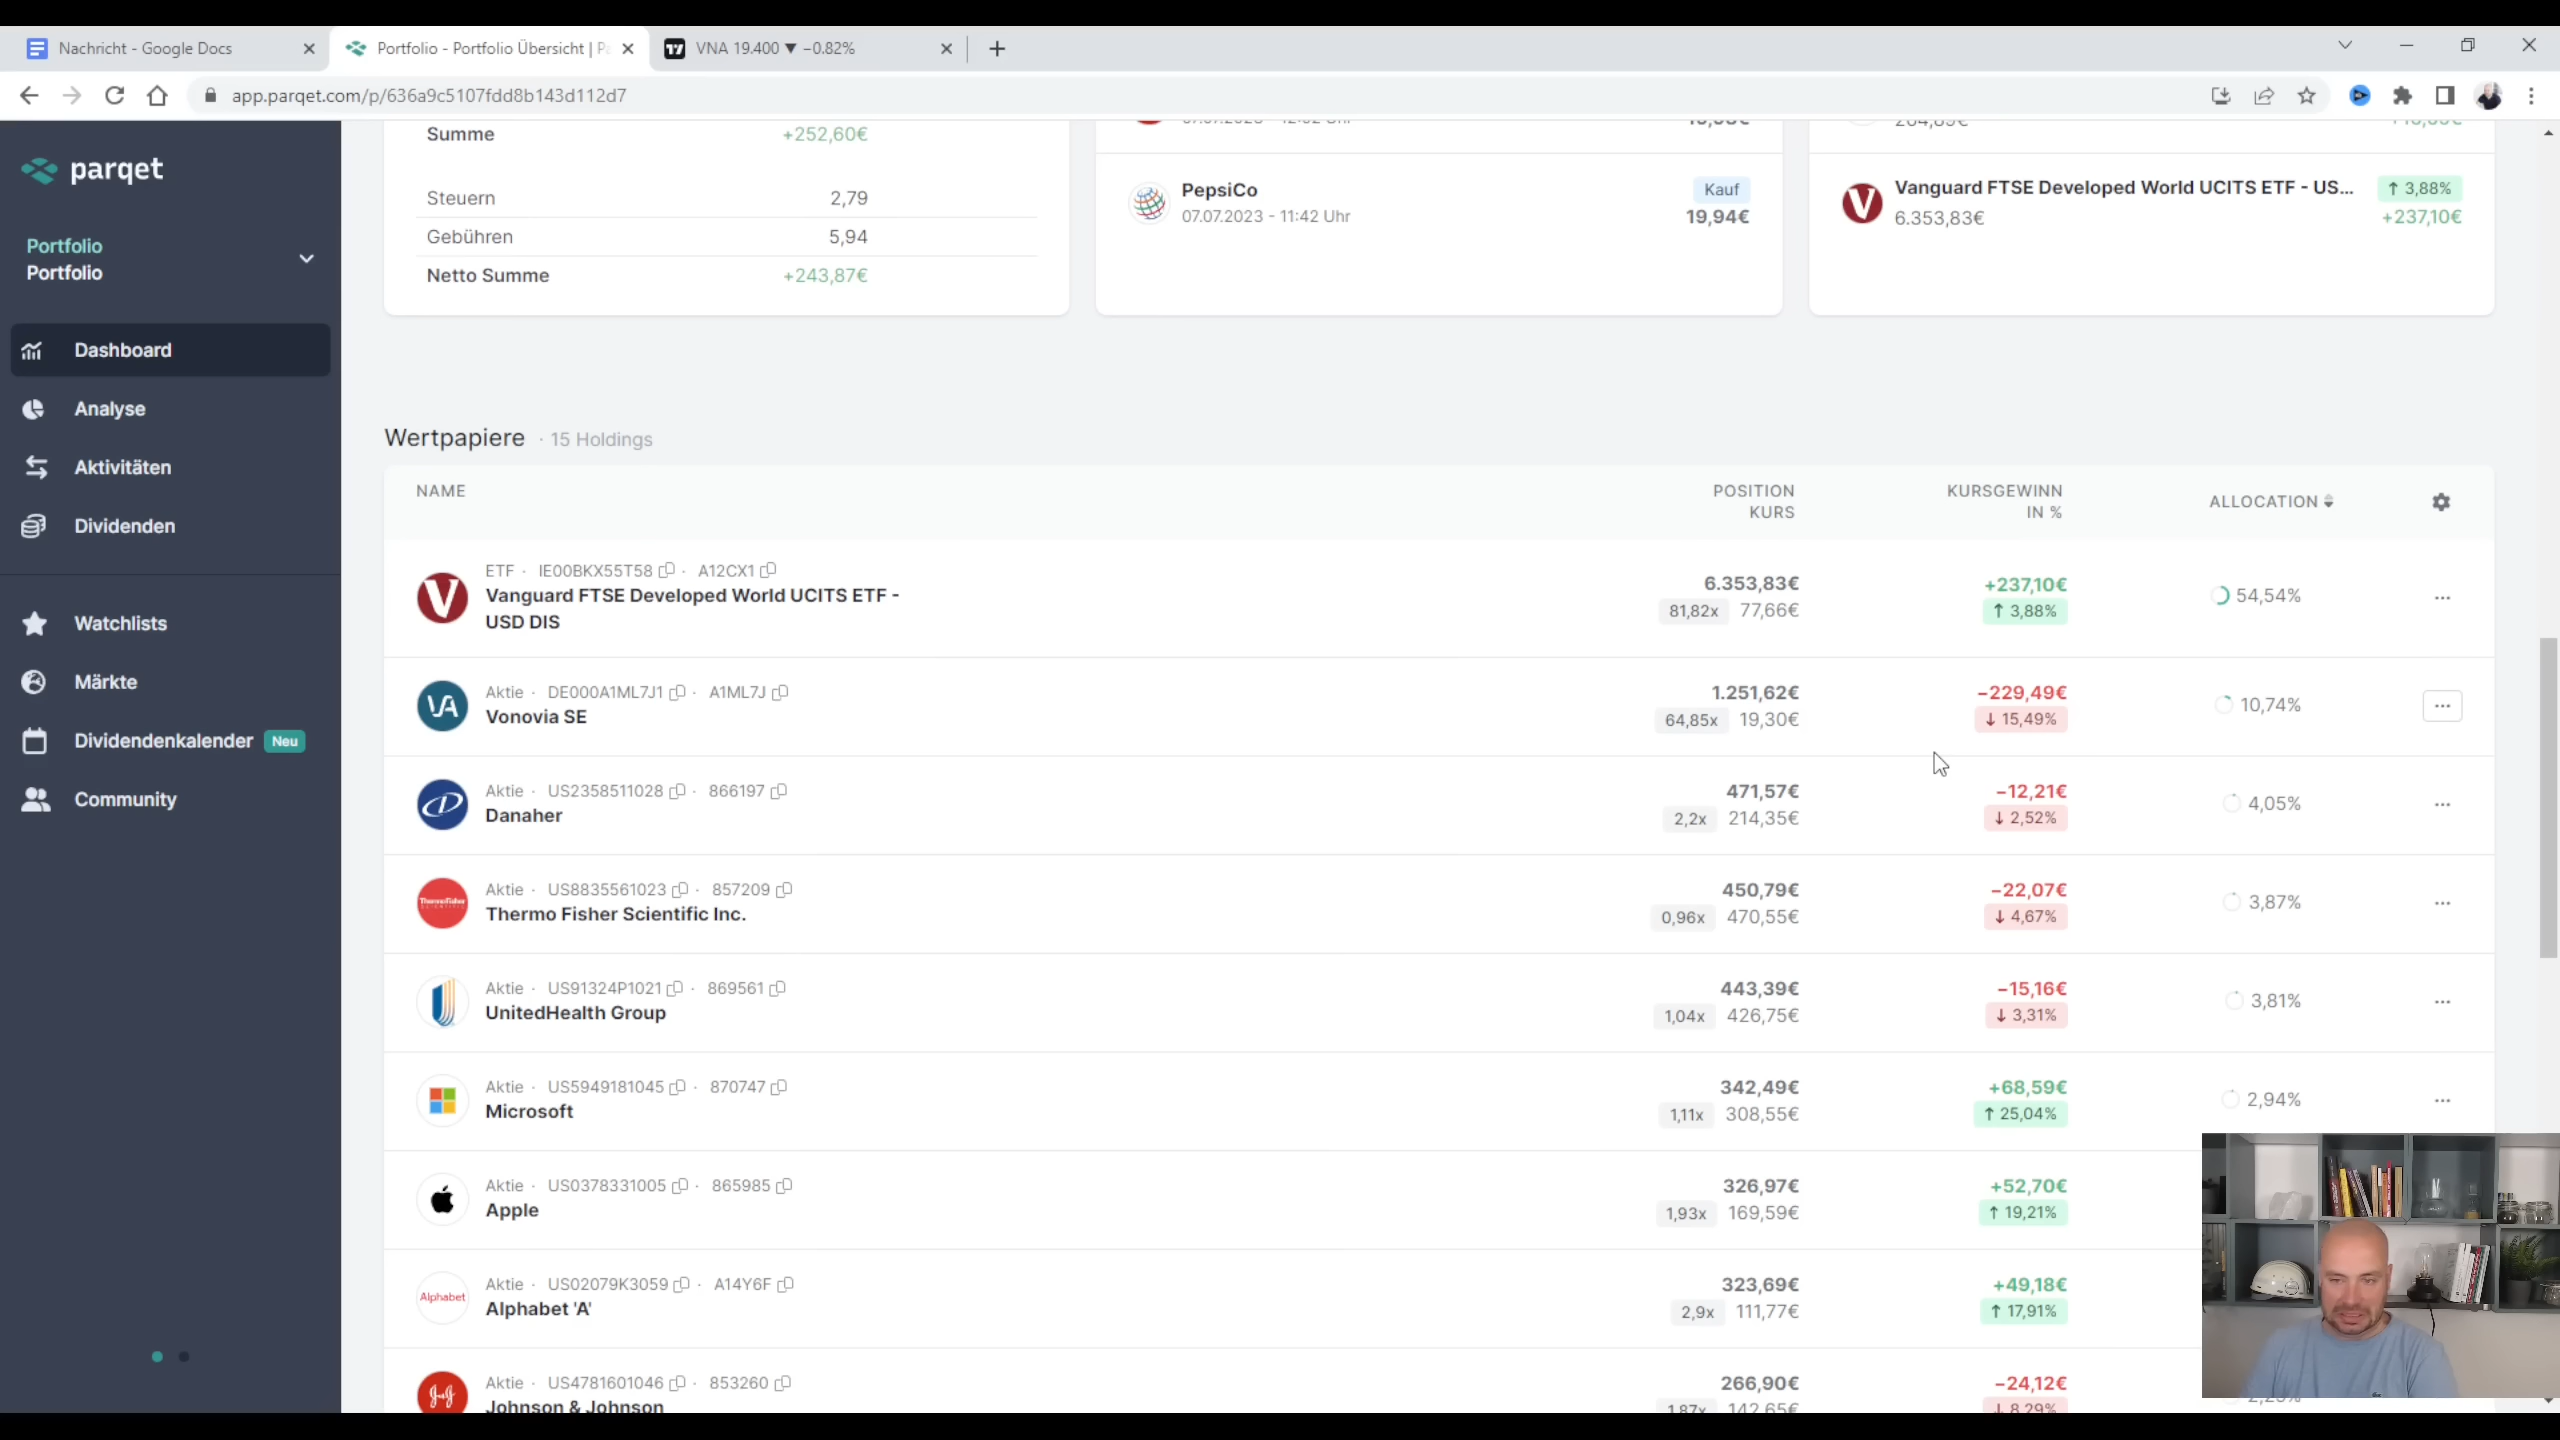 Nachricht - Google Docs
Portfolio - Portfolio Übersicht | Pa
VNA 19.400 ▼ −0.82%
app.parqet.com/p/636a9c5107fdd8b143d112d7
parqet
Portfolio
Portfolio
Dashboard
Analyse
Aktivitäten
Dividenden
Watchlists
Märkte
Dividendenkalender Neu
Community
Summe +252,60€
Steuern 2,79
Gebühren 5,94
Netto Summe +243,87€
PepsiCo Kauf
07.07.2023 - 11:42 Uhr 19,94€
Vanguard FTSE Developed World UCITS ETF - US... ↑ 3,88%
6.353,83€ +237,10€
Wertpapiere · 15 Holdings
NAME POSITION KURSGEWINN ALLOCATION
KURS IN %
ETF · IE00BKX55T58 · A12CX1
Vanguard FTSE Developed World UCITS ETF -
USD DIS
6.353,83€ +237,10€ 54,54%
81,82x 77,66€ ↑ 3,88%
Aktie · DE000A1ML7J1 · A1ML7J
Vonovia SE
1.251,62€ −229,49€ 10,74%
64,85x 19,30€ ↓ 15,49%
Aktie · US2358511028 · 866197
Danaher
471,57€ −12,21€ 4,05%
2,2x 214,35€ ↓ 2,52%
ThermoFisher
Aktie · US8835561023 · 857209
Thermo Fisher Scientific Inc.
450,79€ −22,07€ 3,87%
0,96x 470,55€ ↓ 4,67%
Aktie · US91324P1021 · 869561
UnitedHealth Group
443,39€ −15,16€ 3,81%
1,04x 426,75€ ↓ 3,31%
Aktie · US5949181045 · 870747
Microsoft
342,49€ +68,59€ 2,94%
1,11x 308,55€ ↑ 25,04%
Aktie · US0378331005 · 865985
Apple
326,97€ +52,70€
1,93x 169,59€ ↑ 19,21%
Alphabet
Aktie · US02079K3059 · A14Y6F
Alphabet 'A'
323,69€ +49,18€
2,9x 111,77€ ↑ 17,91%
Aktie · US4781601046 · 853260
Johnson & Johnson
266,90€ −24,12€
1,87x 142,65€ ↓ 8,29%